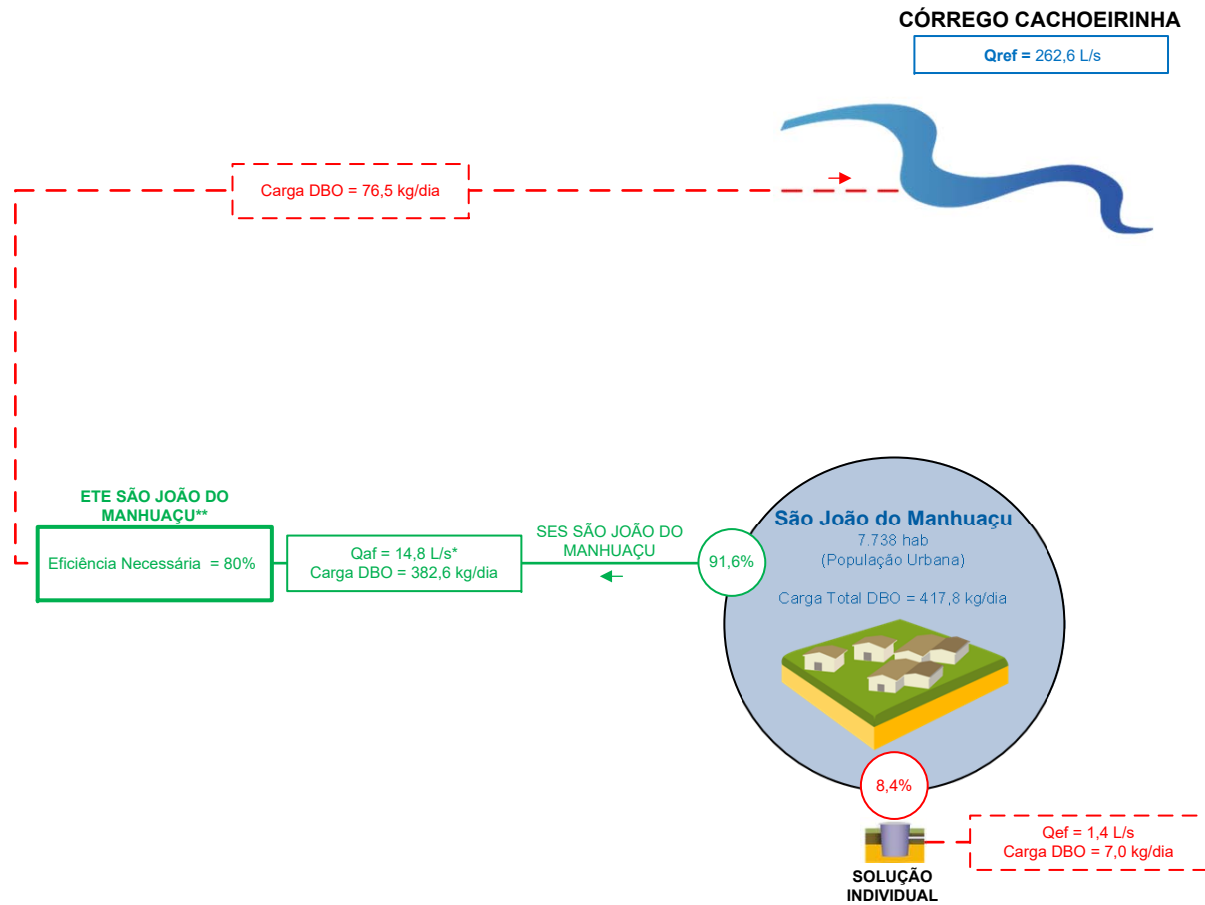 CÓRREGO CACHOEIRINHA
Qref = 262,6 L/s
Carga DBO = 76,5 kg/dia
ETE SÃO JOÃO DO
MANHUAÇU**
Eficiência Necessária = 80%
Qaf = 14,8 L/s*
Carga DBO = 382,6 kg/dia
SES SÃO JOÃO DO
MANHUAÇU
91,6%
São João do Manhuaçu
7.738 hab
(População Urbana)
Carga Total DBO = 417,8 kg/dia
8,4%
Qef = 1,4 L/s
Carga DBO = 7,0 kg/dia
SOLUÇÃO
INDIVIDUAL